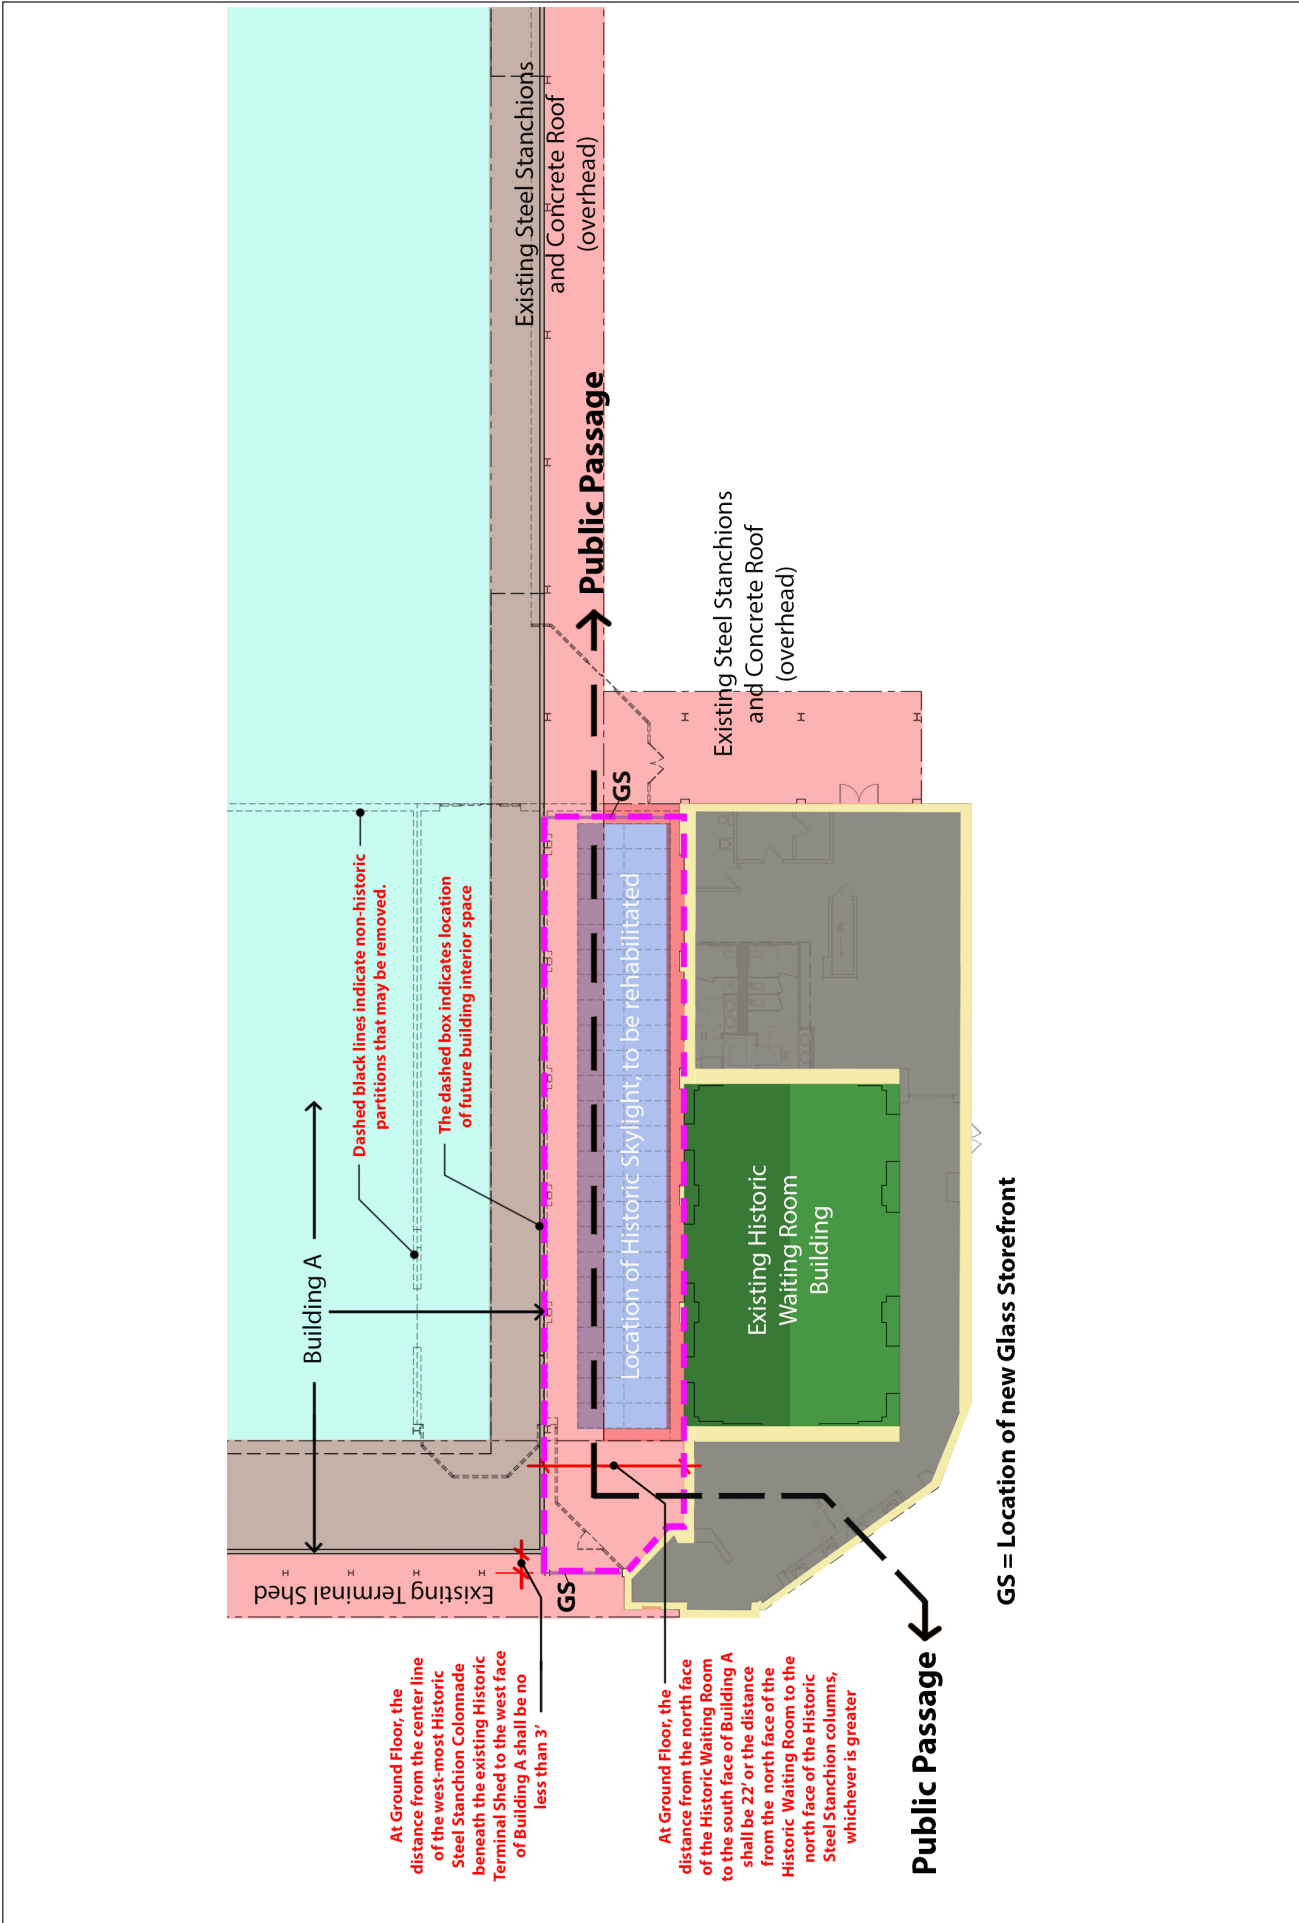 At Ground Floor, the
distance from the center line
of the west-most Historic
Steel Stanchion Colonnade
beneath the existing Historic
Terminal Shed to the west face
of Building A shall be no
less than 3'
At Ground Floor, the
distance from the north face
of the Historic Waiting Room
to the south face of Building A
shall be 22' or the distance
from the north face of the
Historic Waiting Room to the
north face of the Historic
Steel Stanchion columns,
whichever is greater
Public Passage
Existing Terminal Shed
GS
Building A
Dashed black lines indicate non-historic
partitions that may be removed.
The dashed box indicates location
of future building interior space
Location of Historic Skylight, to be rehabilitated
Existing Historic
Waiting Room
Building
GS
Public Passage
Existing Steel Stanchions
and Concrete Roof
(overhead)
Existing Steel Stanchions
and Concrete Roof
(overhead)
GS = Location of new Glass Storefront